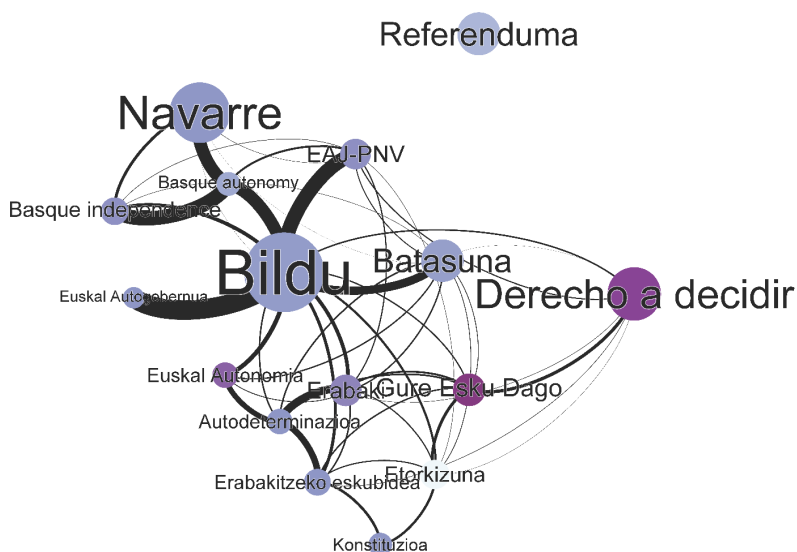 Referenduma
Navarre
EAJ-PNV
Basque autonomy
Basque independence
Bildu
Batasuna
Euskal Autogobernua
Derecho a decidir
Euskal Autonomia
Erabaki
Gure Esku Dago
Autodeterminazioa
Etorkizuna
Erabakitzeko eskubidea
Konstituzioa